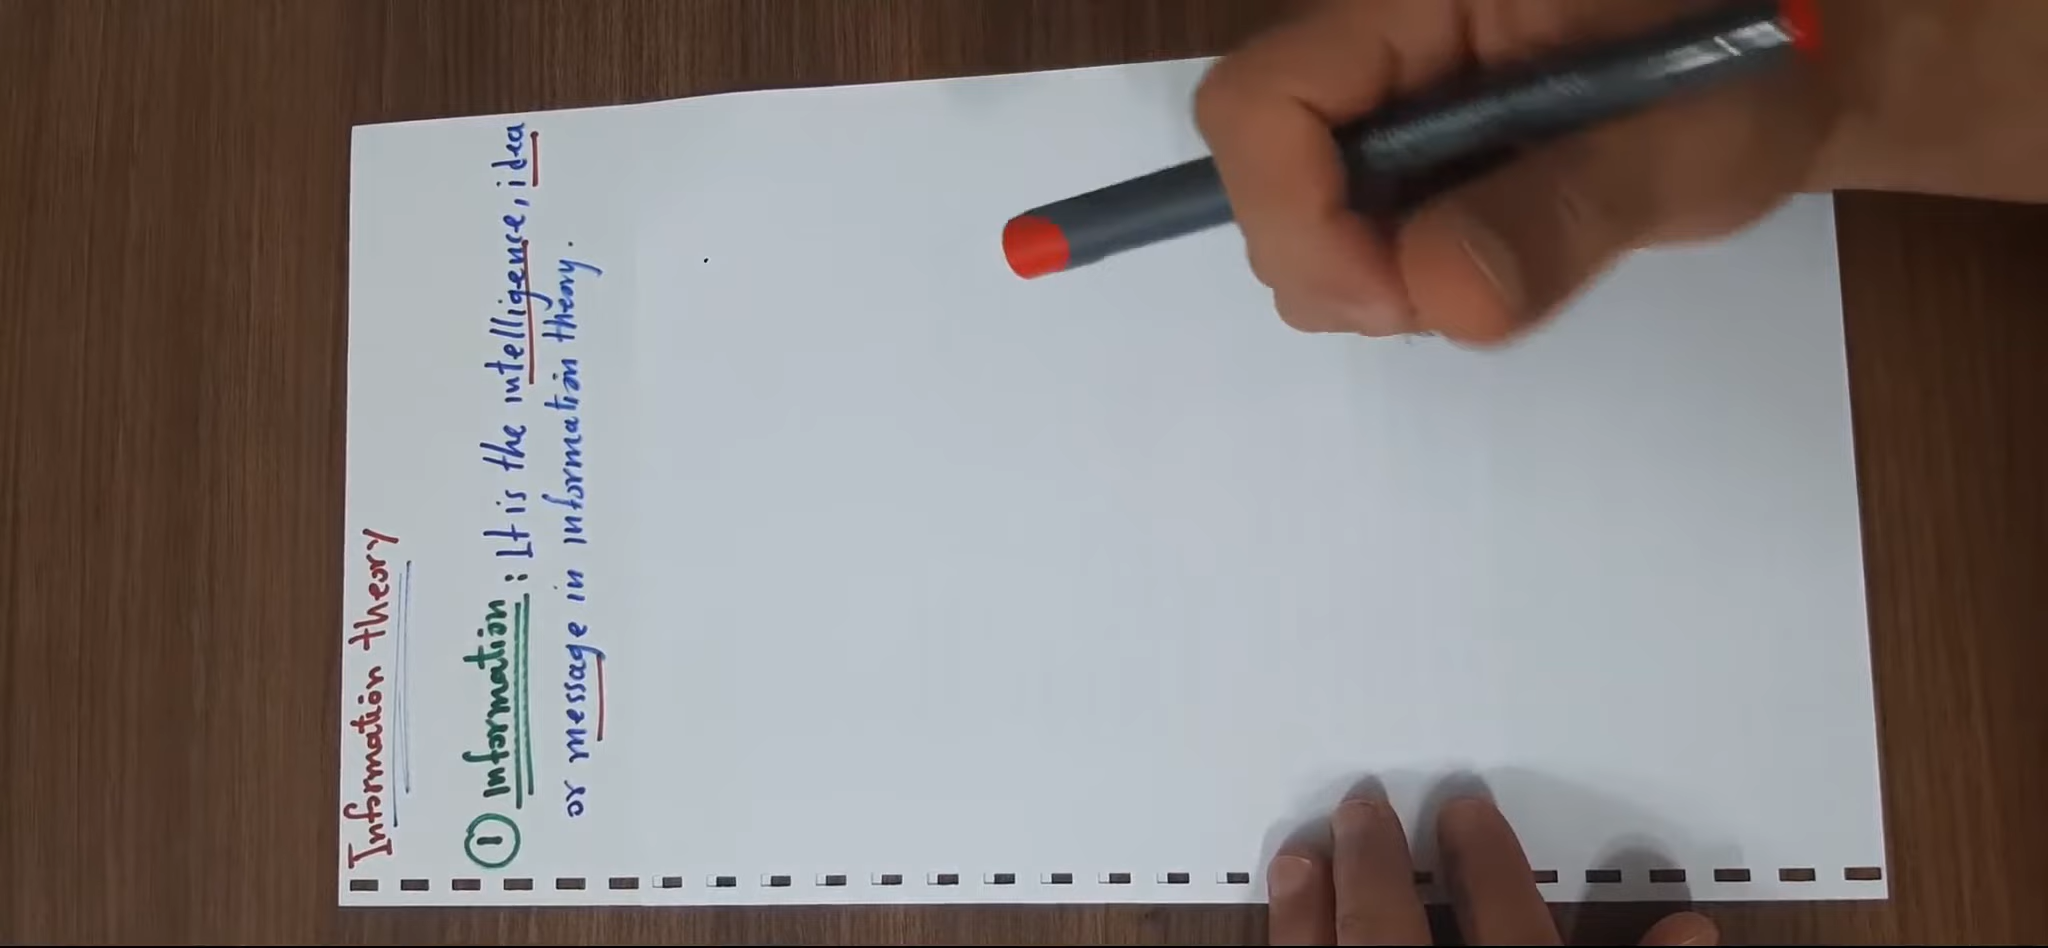 Information theory
① Information : It is the intelligence, idea
or message in information theory.